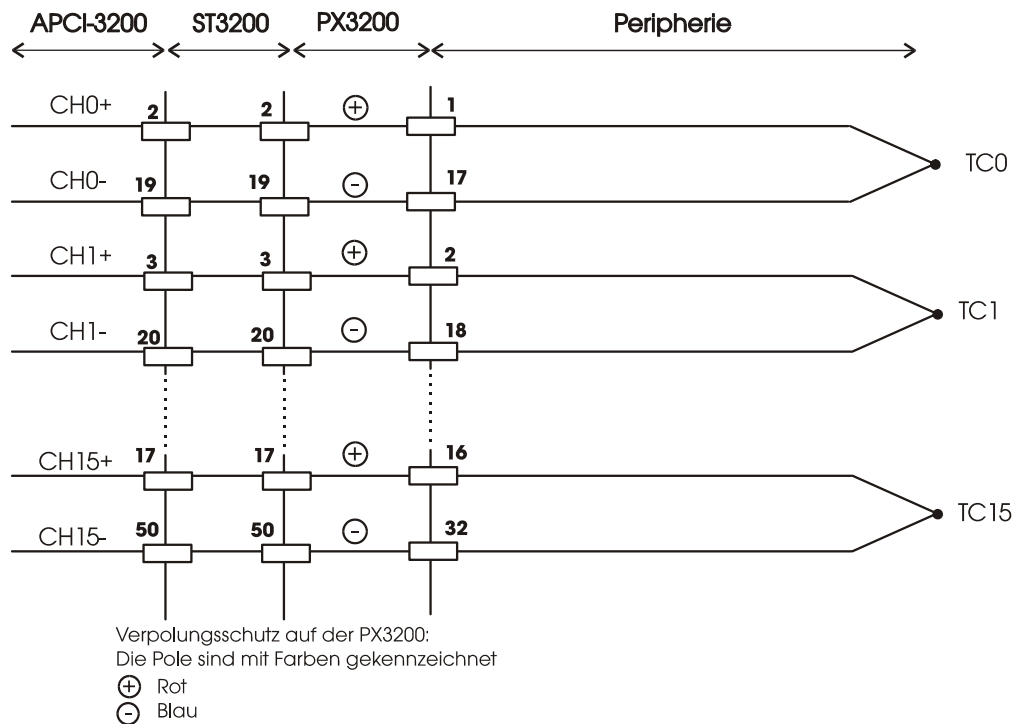 APCI-3200 ST3200 PX3200 Peripherie
CH0+ 2 2 + 1
TC0
CH0- 19 19 - 17
CH1+ 3 3 + 2
TC1
CH1- 20 20 - 18
CH15+ 17 17 + 16
TC15
CH15- 50 50 - 32
Verpolungsschutz auf der PX3200:
Die Pole sind mit Farben gekennzeichnet
+ Rot
- Blau